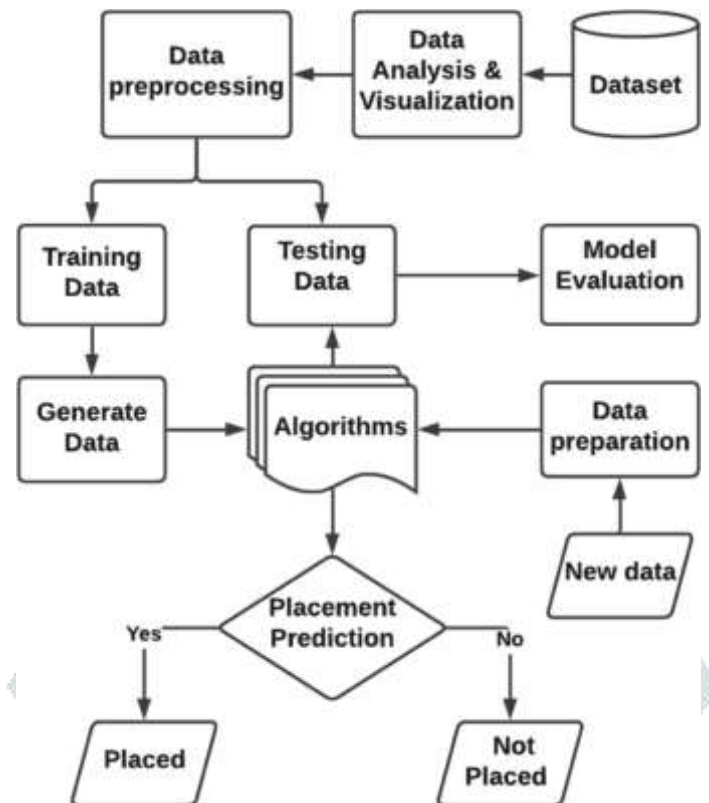 Data
preprocessing
Data
Analysis &
Visualization
Dataset
Training
Data
Testing
Data
Model
Evaluation
Generate
Data
Algorithms
Data
preparation
New data
Placement
Prediction
Yes
No
Placed
Not
Placed